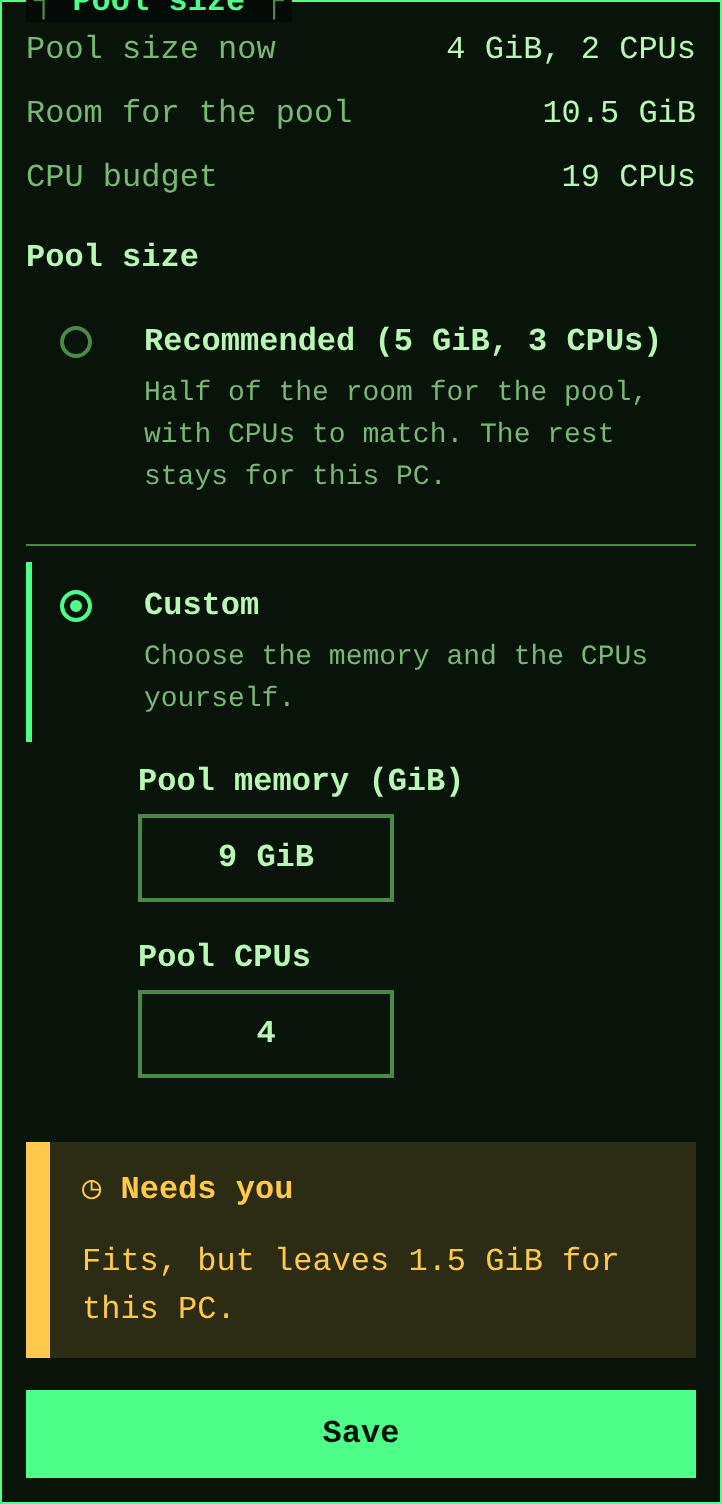 Pool size
Pool size now 4 GiB, 2 CPUs
Room for the pool 10.5 GiB
CPU budget 19 CPUs
Pool size
Recommended (5 GiB, 3 CPUs)
Half of the room for the pool,
with CPUs to match. The rest
stays for this PC.
Custom
Choose the memory and the CPUs
yourself.
Pool memory (GiB)
9 GiB
Pool CPUs
4
Needs you
Fits, but leaves 1.5 GiB for
this PC.
Save